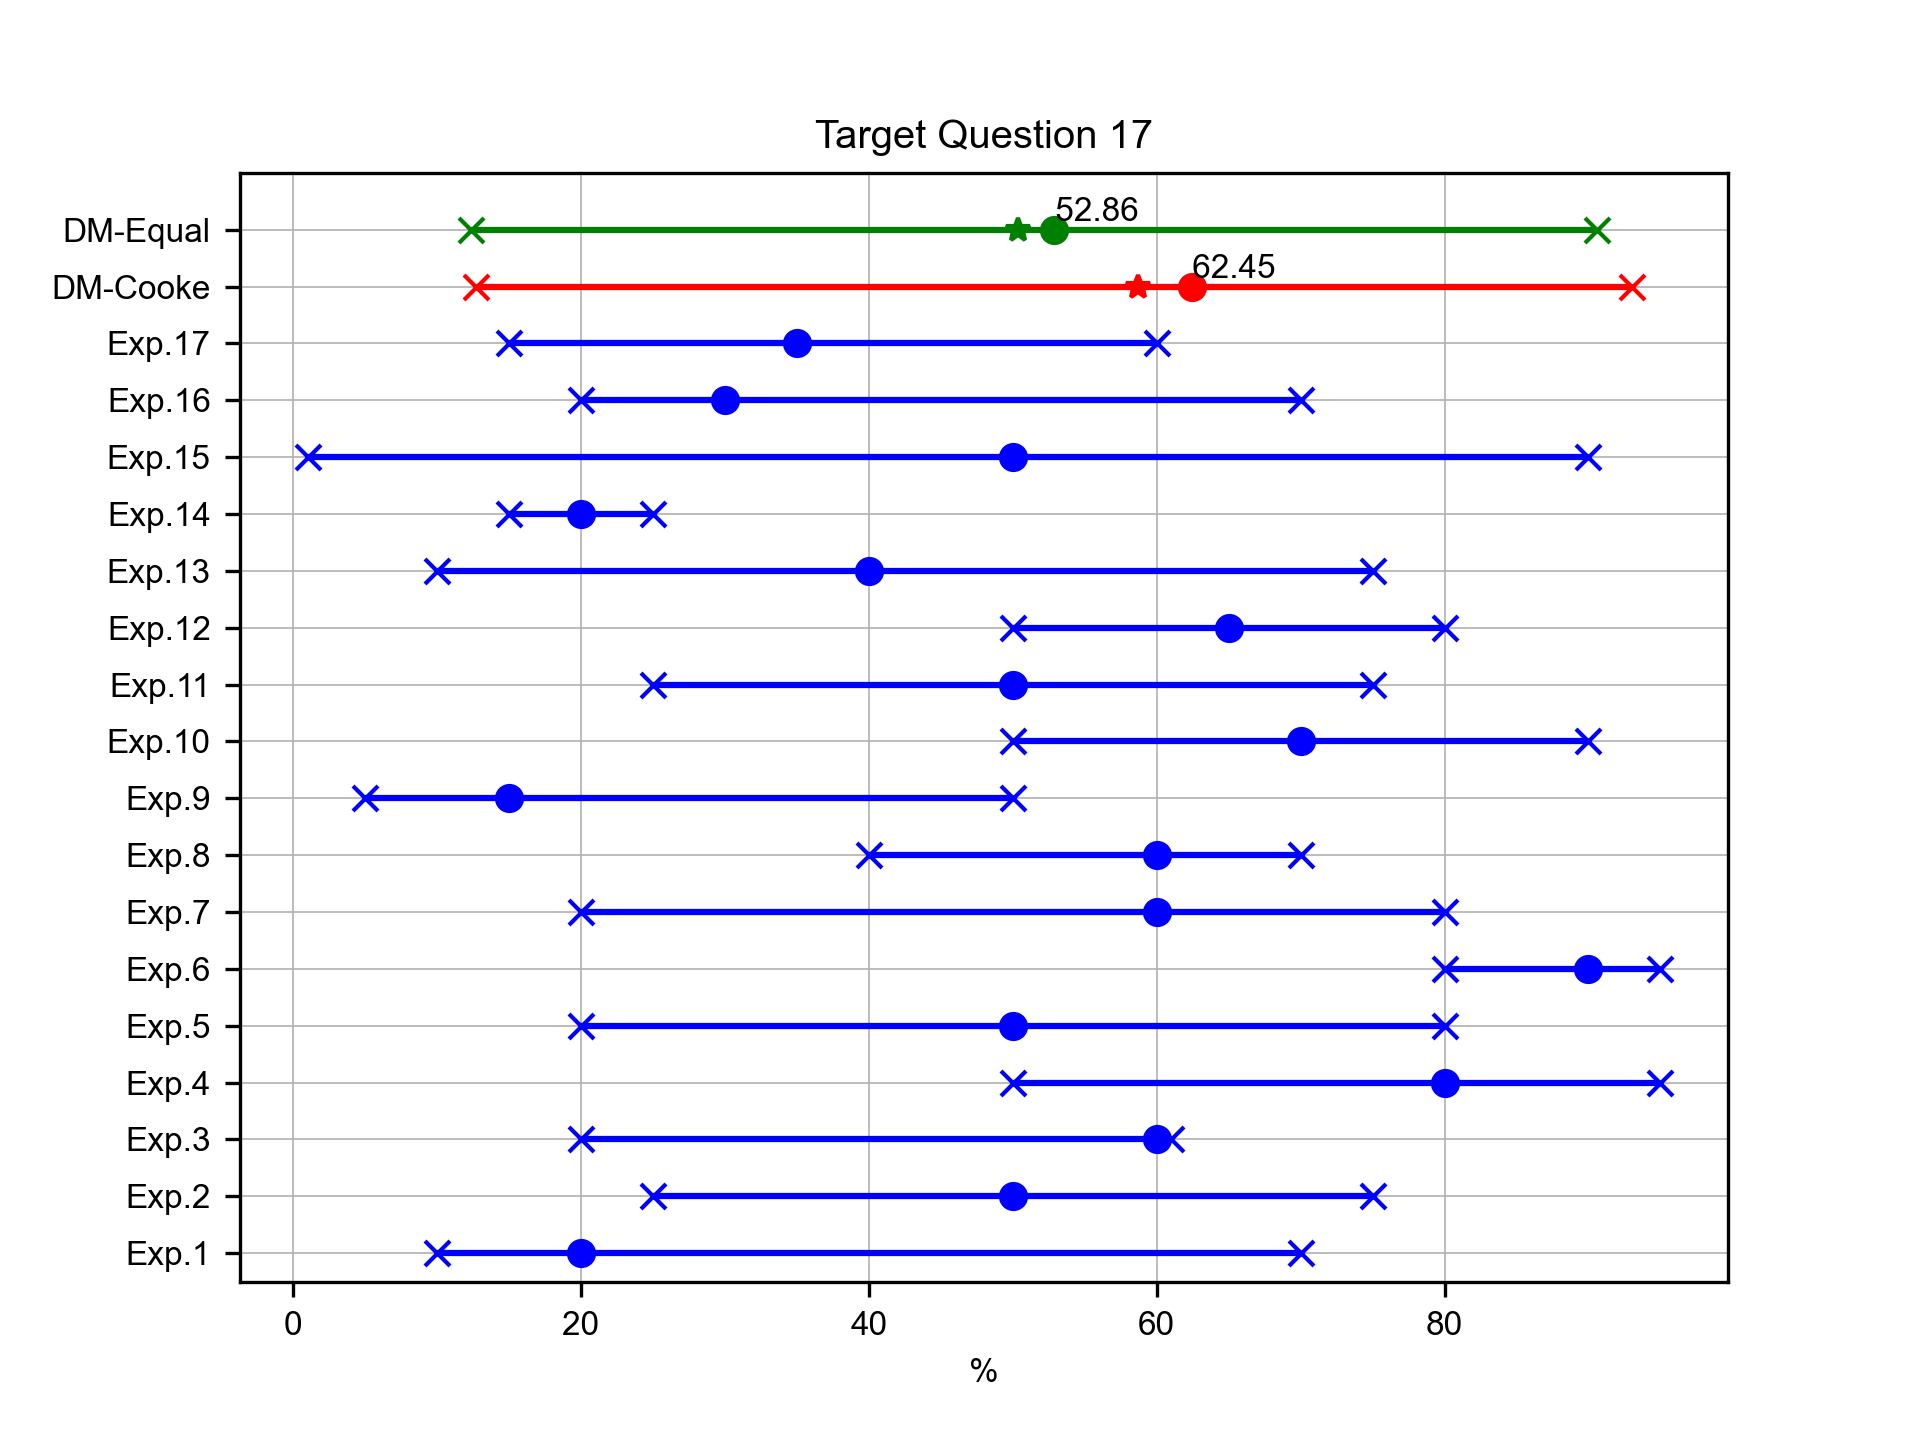 Target Question 17
DM-Equal
52.86
DM-Cooke
62.45
Exp.17
Exp.16
Exp.15
Exp.14
Exp.13
Exp.12
Exp.11
Exp.10
Exp.9
Exp.8
Exp.7
Exp.6
Exp.5
Exp.4
Exp.3
Exp.2
Exp.1
0 20 40 60 80
%